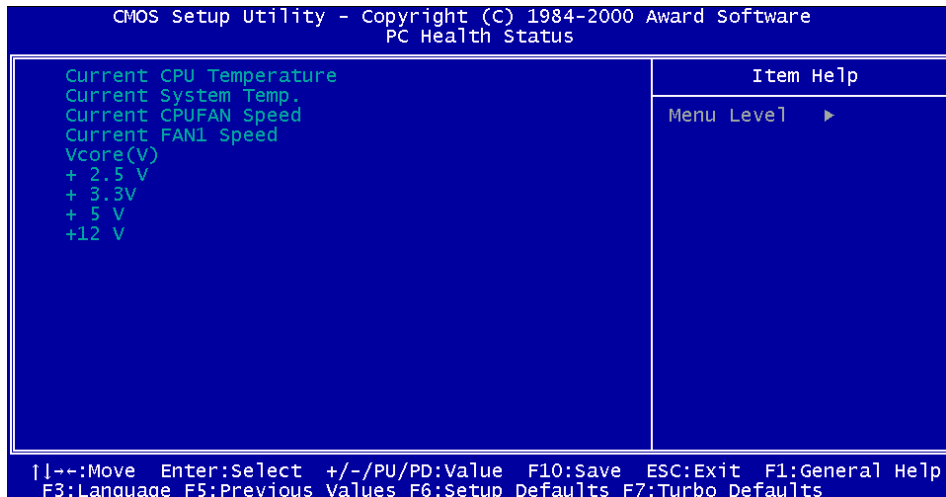 CMOS Setup Utility – Copyright (C) 1984-2000 Award Software
PC Health Status
Current CPU Temperature
Current System Temp.
Current CPUFAN Speed
Current FAN1 Speed
Vcore(V)
+ 2.5 V
+ 3.3V
+ 5 V
+12 V
Item Help
Menu Level ▶
↑↓→←:Move Enter:Select +/-/PU/PD:Value F10:Save ESC:Exit F1:General Help
F3:Language F5:Previous Values F6:Setup Defaults F7:Turbo Defaults